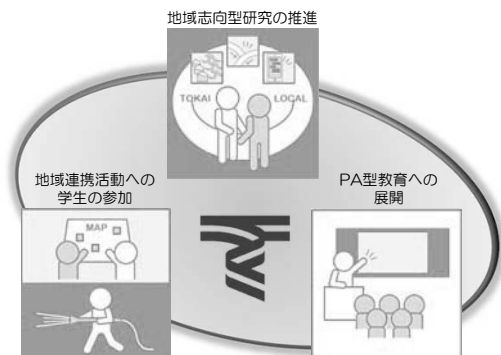 地域志向型研究の推進
TOKAI
LOCAL
地域連携活動への
学生の参加
MAP
PA型教育への
展開